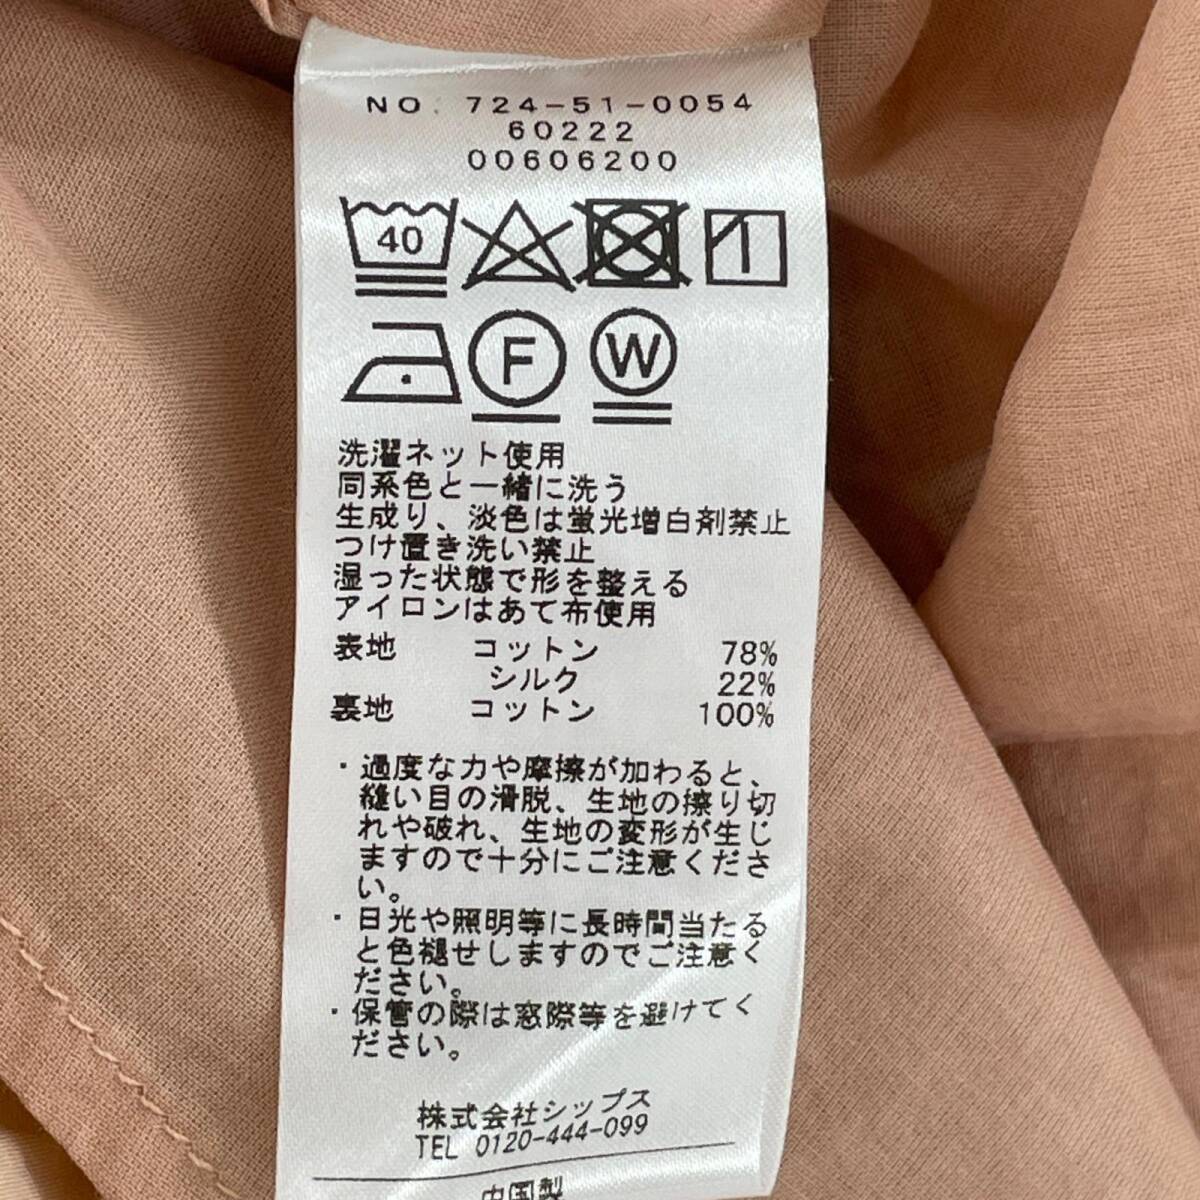 NO. 724-51-0054
60222
00606200
40
F W
洗濯ネット使用
同系色と一緒に洗う
生成り、淡色は蛍光増白剤禁止
つけ置き洗い禁止
湿った状態で形を整える
アイロンはあて布使用
表地 コットン 78%
シルク 22%
裏地 コットン 100%
・過度な力や摩擦が加わると、
縫い目の滑脱、生地の擦り切
れや破れ、生地の変形が生じ
ますので十分にご注意くださ
い。
・日光や照明等に長時間当たる
と色褪せしますのでご注意く
ださい。
・保管の際は窓際等を避けてく
ださい。
株式会社シップス
TEL 0120-444-099
中国製